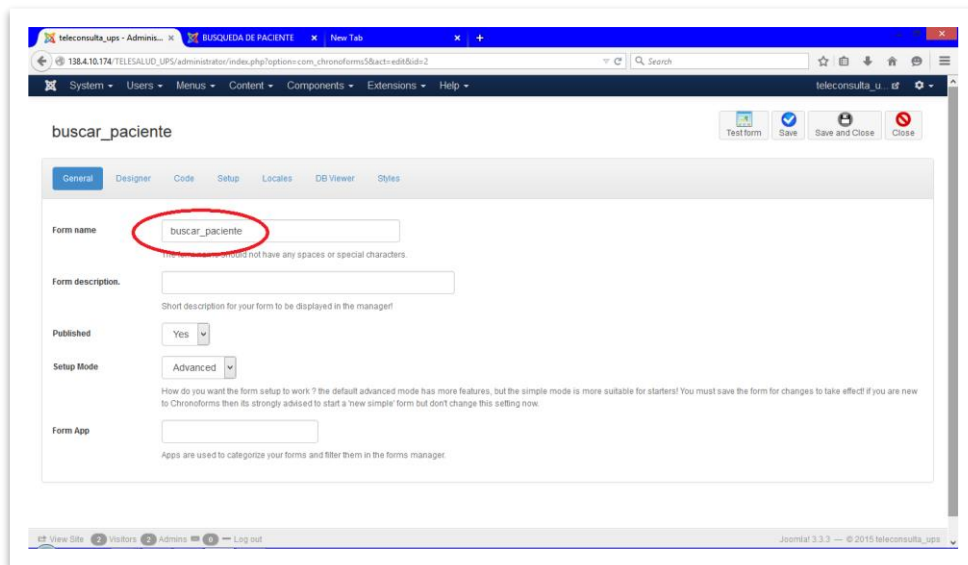 teleconsulta_ups - Adminis... × BUSQUEDA DE PACIENTE × New Tab × +
138.4.10.174/TELESALUD_UPS/administrator/index.php?option=com_chronoforms5&act=edit&id=2 Search
System Users Menus Content Components Extensions Help teleconsulta_u...
buscar_paciente
Test form Save Save and Close Close
General Designer Code Setup Locales DB Viewer Styles
Form name buscar_paciente
The form name should not have any spaces or special characters.
Form description.
Short description for your form to be displayed in the manager!
Published Yes
Setup Mode Advanced
How do you want the form setup to work ? the default advanced mode has more features, but the simple mode is more suitable for starters! You must save the form for changes to take effect! if you are new
to Chronoforms then its strongly advised to start a 'new simple' form but don't change this setting now.
Form App
Apps are used to categorize your forms and filter them in the forms manager.
View Site 2 Visitors 2 Admins 0 Log out Joomla! 3.3.3 — © 2015 teleconsulta_ups